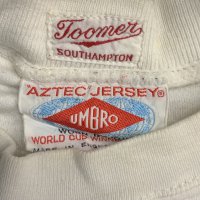 Toomer
SOUTHAMPTON
"AZTEC" JERSEY®
UMBRO
WORLD CUP